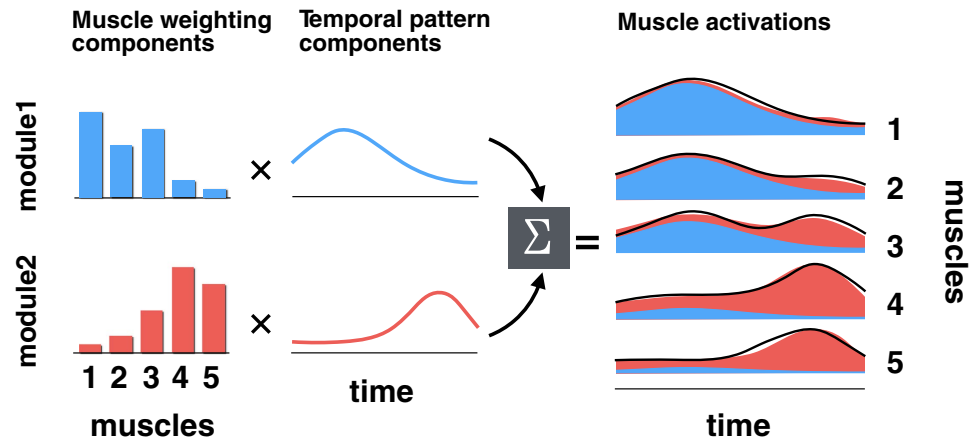 Muscle weighting
components
Temporal pattern
components
Muscle activations
module1
×
Σ
=
module2
×
1 2 3 4 5
muscles
time
1
2
3
4
5
muscles
time